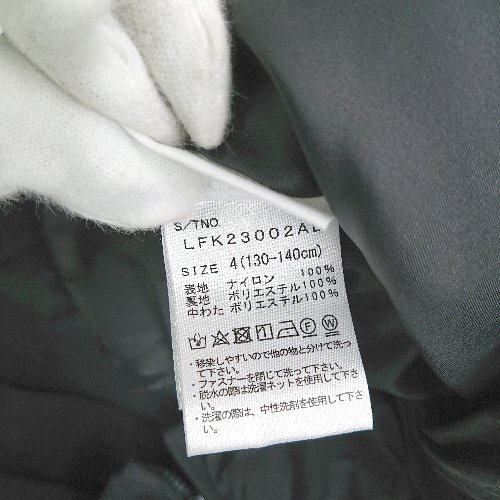 S/TNO.
LFK23002AL
SIZE 4(130-140cm)
表地 ナイロン 100%
裏地 ポリエステル100%
中わた ポリエステル100%
F W
・移染しやすいので他の物と分けて洗っ
て下さい。
・ファスナーを閉じて洗って下さい。
・脱水の際は洗濯ネットを使用して下
さい。
・洗濯の際は、中性洗剤を使用して下
さい。